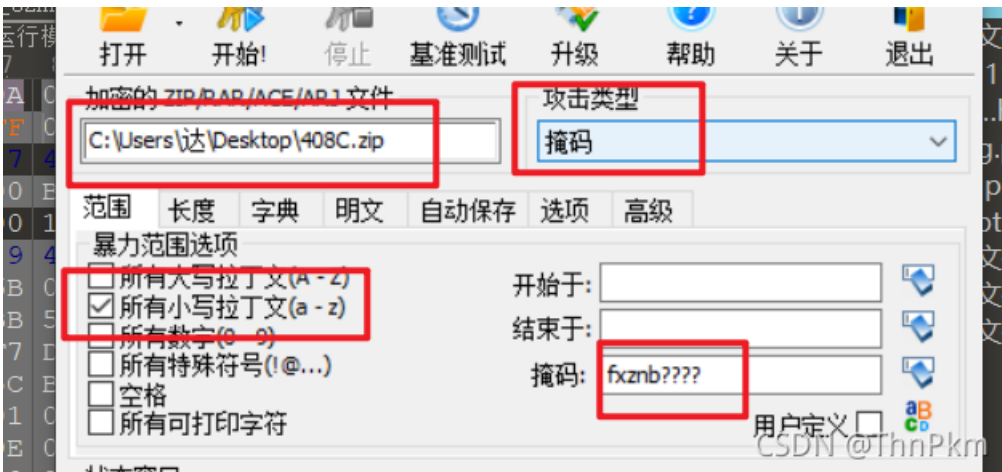 打开 开始! 停止 基准测试 升级 帮助 关于 退出
加密的 ZIP/RAR/ACE/ARJ 文件 攻击类型
C:\Users\达\Desktop\408C.zip 掩码
范围 长度 字典 明文 自动保存 选项 高级
暴力范围选项
所有大写拉丁文(A - Z) 开始于:
所有小写拉丁文(a - z)
所有数字(0 - 9) 结束于:
所有特殊符号(!@...) 掩码: fxznb????
空格
所有可打印字符 用户定义
CSDN @ThnPkm
状态窗口